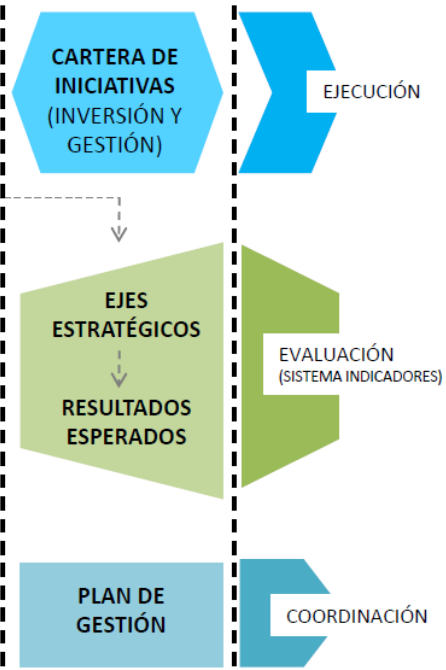 CARTERA DE
INICIATIVAS
(INVERSIÓN Y
GESTIÓN)
EJECUCIÓN
EJES
ESTRATÉGICOS
RESULTADOS
ESPERADOS
EVALUACIÓN
(SISTEMA INDICADORES)
PLAN DE
GESTIÓN
COORDINACIÓN